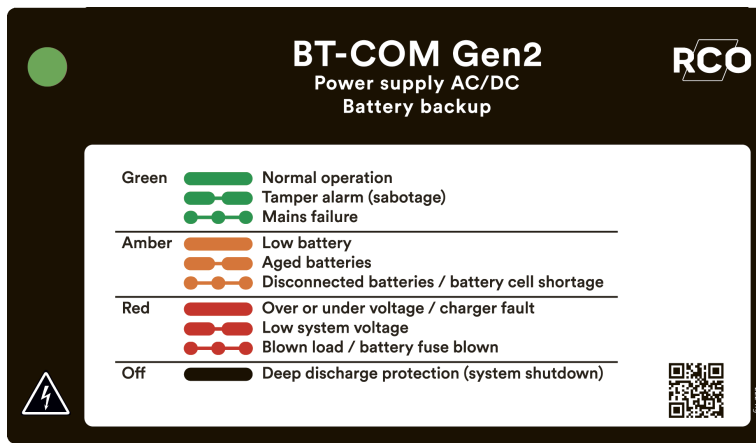 BT-COM Gen2
RCO
Power supply AC/DC
Battery backup
Green Normal operation
Tamper alarm (sabotage)
Mains failure
Amber Low battery
Aged batteries
Disconnected batteries / battery cell shortage
Red Over or under voltage / charger fault
Low system voltage
Blown load / battery fuse blown
Off Deep discharge protection (system shutdown)